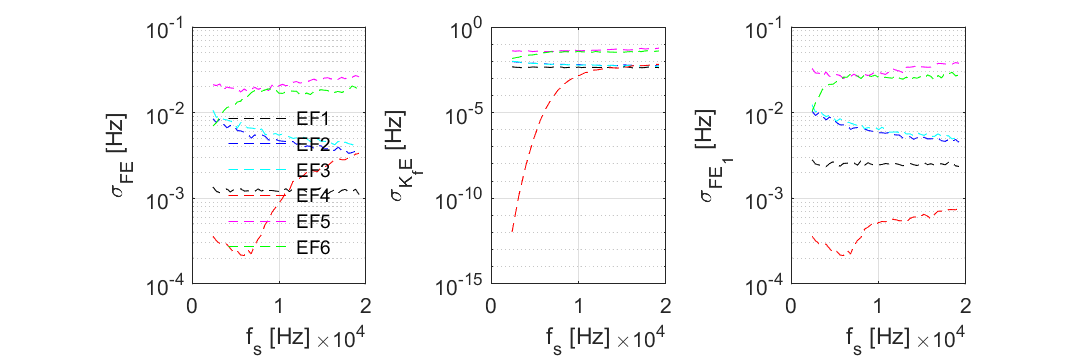 10^-1
10^-2
10^-3
10^-4
σ_FE [Hz]
EF1
EF2
EF3
EF4
EF5
EF6
0 1 2
f_s [Hz] ×10^4
10^0
10^-5
10^-10
10^-15
σ_K_fE [Hz]
0 1 2
f_s [Hz] ×10^4
10^-1
10^-2
10^-3
10^-4
σ_FE_1 [Hz]
0 1 2
f_s [Hz] ×10^4